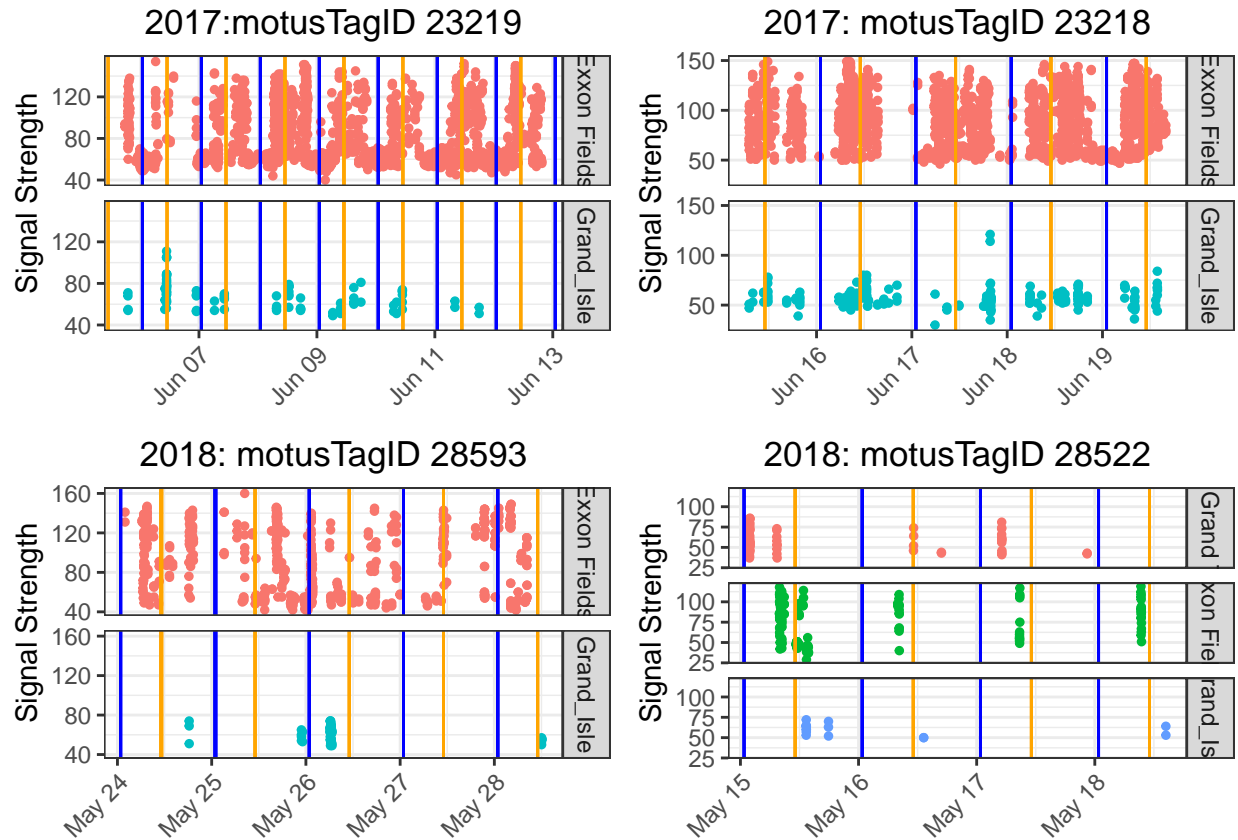 2017:motusTagID 23219
Signal Strength
120
80
40
Exxon Fields
120
80
40
Grand_Isle
Jun 07
Jun 09
Jun 11
Jun 13
2017: motusTagID 23218
Signal Strength
150
100
50
Exxon Fields
150
100
50
Grand_Isle
Jun 16
Jun 17
Jun 18
Jun 19
2018: motusTagID 28593
Signal Strength
160
120
80
40
Exxon Fields
160
120
80
40
Grand_Isle
May 24
May 25
May 26
May 27
May 28
2018: motusTagID 28522
Signal Strength
100
75
50
25
Grand
100
75
50
25
xon Fie
100
75
50
25
rand_Is
May 15
May 16
May 17
May 18